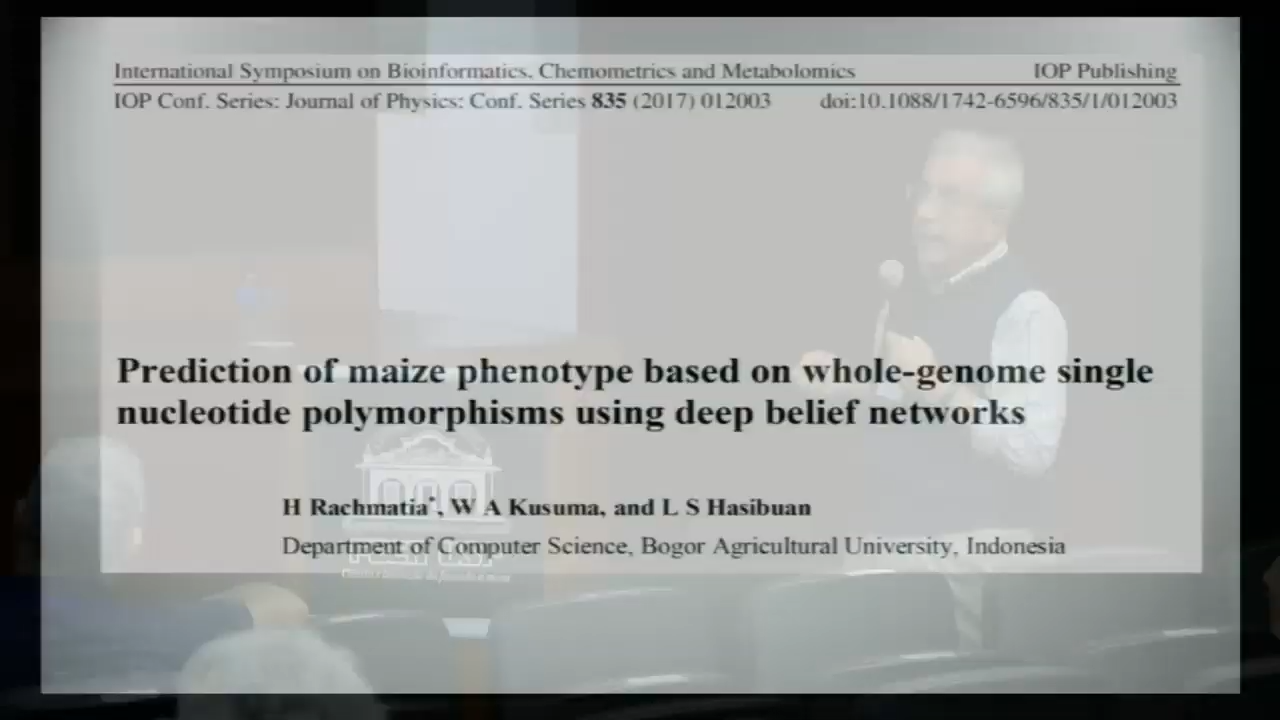 International Symposium on Bioinformatics, Chemometrics and Metabolomics IOP Publishing
IOP Conf. Series: Journal of Physics: Conf. Series 835 (2017) 012003 doi:10.1088/1742-6596/835/1/012003
Prediction of maize phenotype based on whole-genome single
nucleotide polymorphisms using deep belief networks
H Rachmatia*, W A Kusuma, and L S Hasibuan
Department of Computer Science, Bogor Agricultural University, Indonesia